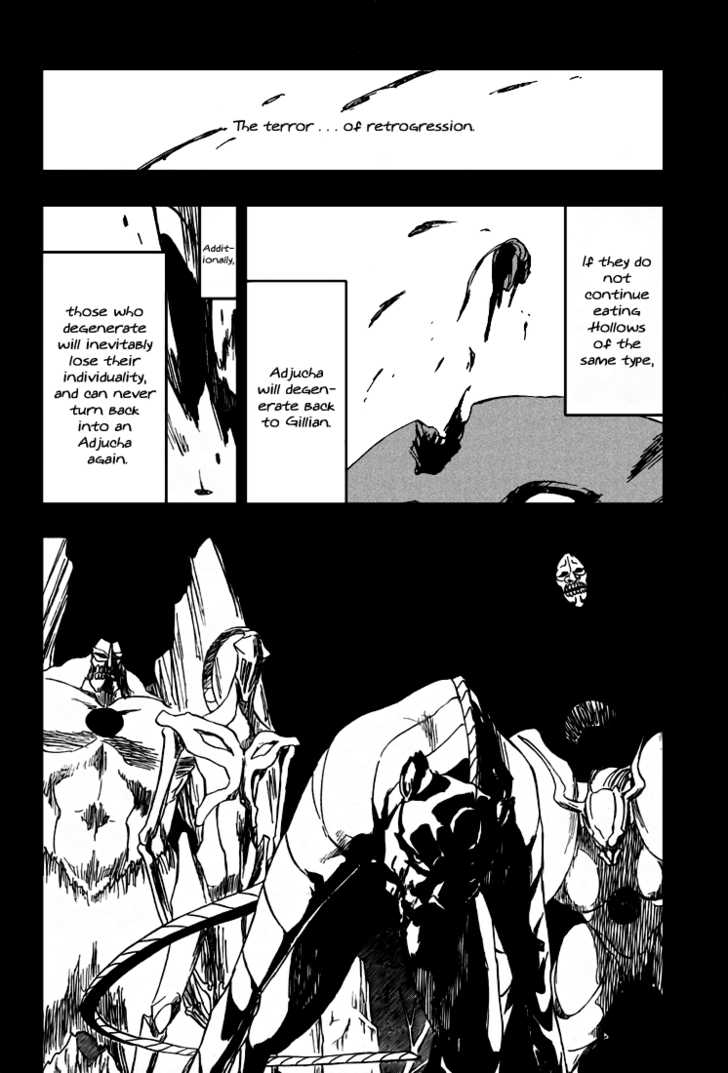 The terror . . . of retrogression.
If they do
not
continue
eating
Hollows
of the
same type,
Adjucha
will degen-
erate back
to Gillian.
Addit-
ionally,
those who
degenerate
will inevitably
lose their
individuality,
and can never
turn back
into an
Adjucha
again.